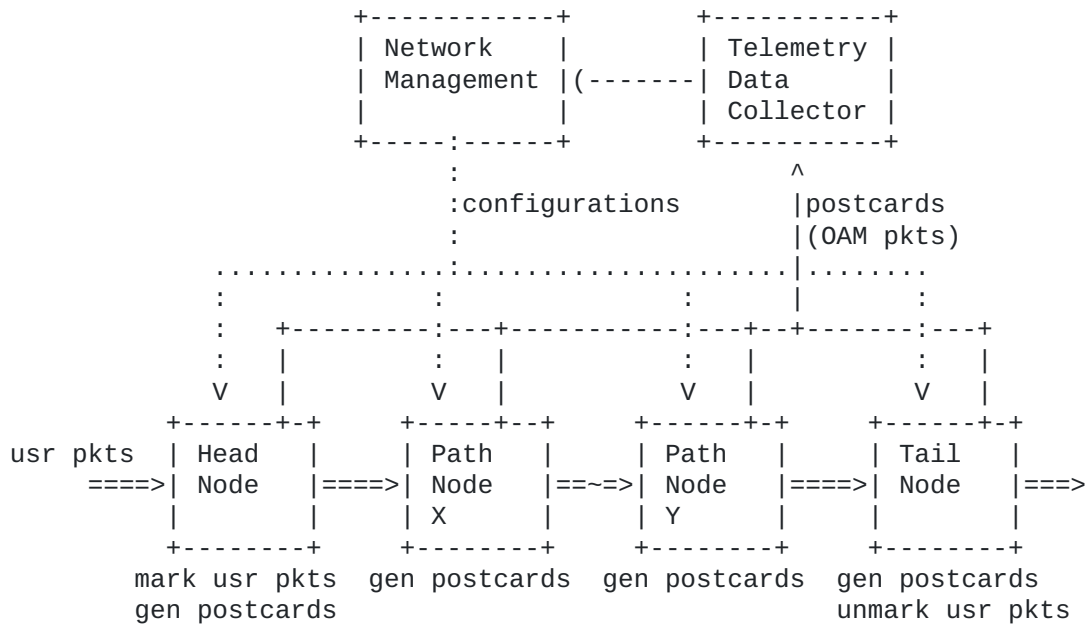 Network Telemetry
Management Data
Collector
configurations postcards
(OAM pkts)
V V V V
usr pkts Head Path Path Tail
Node Node Node Node
X Y
mark usr pkts gen postcards gen postcards gen postcards
gen postcards unmark usr pkts